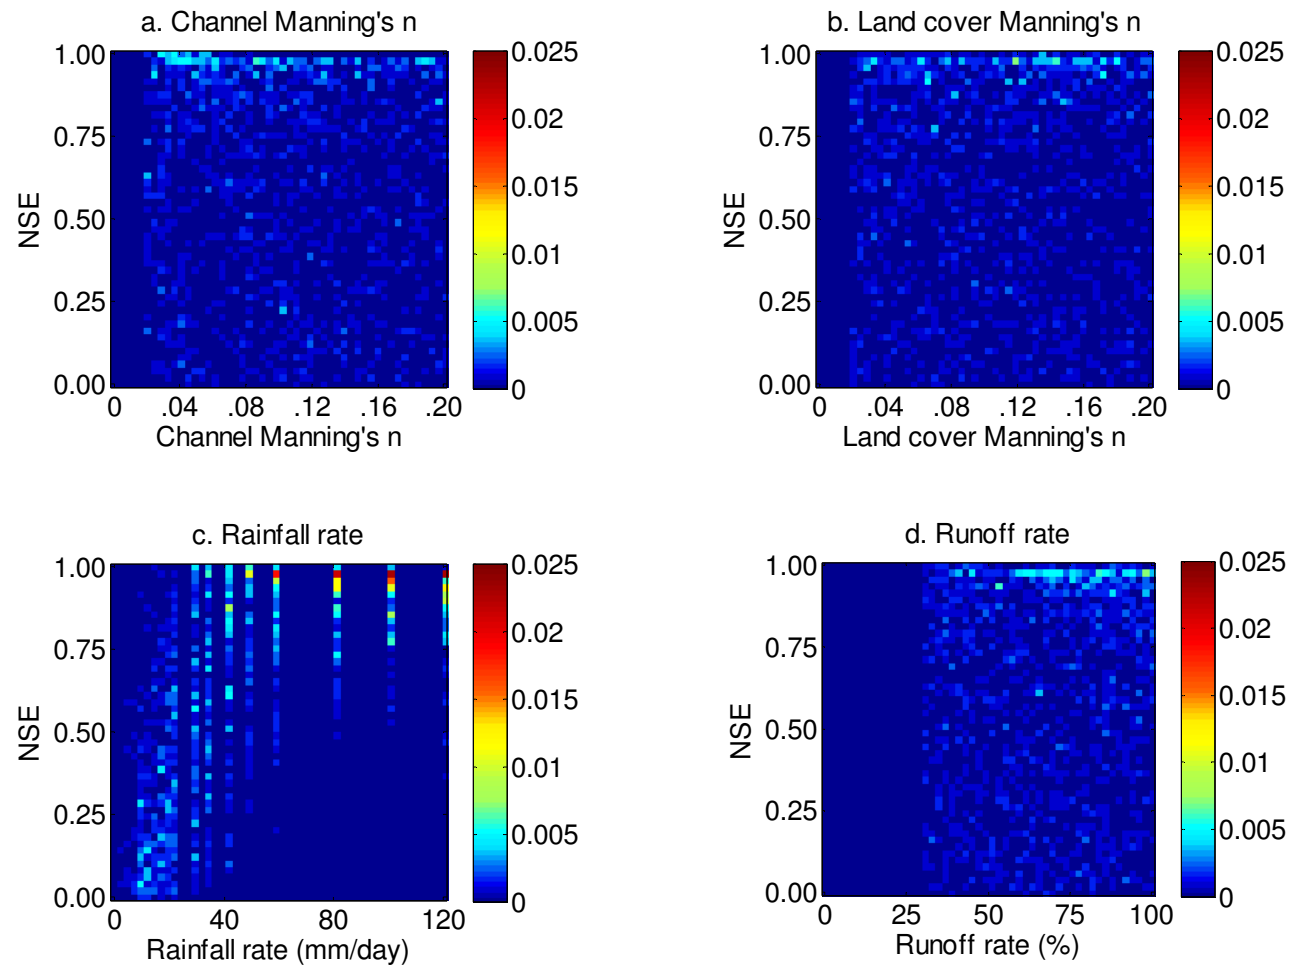 a. Channel Manning's n
NSE
1.00
0.75
0.50
0.25
0.00
0 .04 .08 .12 .16 .20
Channel Manning's n
0.025
0.02
0.015
0.01
0.005
0
b. Land cover Manning's n
NSE
1.00
0.75
0.50
0.25
0.00
0 .04 .08 .12 .16 .20
Land cover Manning's n
0.025
0.02
0.015
0.01
0.005
0
c. Rainfall rate
NSE
1.00
0.75
0.50
0.25
0.00
0 40 80 120
Rainfall rate (mm/day)
0.025
0.02
0.015
0.01
0.005
0
d. Runoff rate
NSE
1.00
0.75
0.50
0.25
0.00
0 25 50 75 100
Runoff rate (%)
0.025
0.02
0.015
0.01
0.005
0